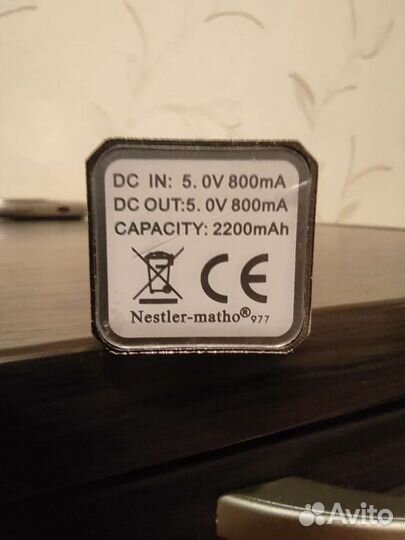 DC IN: 5.0V 800mA
DC OUT:5.0V 800mA
CAPACITY: 2200mAh
CE
Nestler-matho® 977
Avito